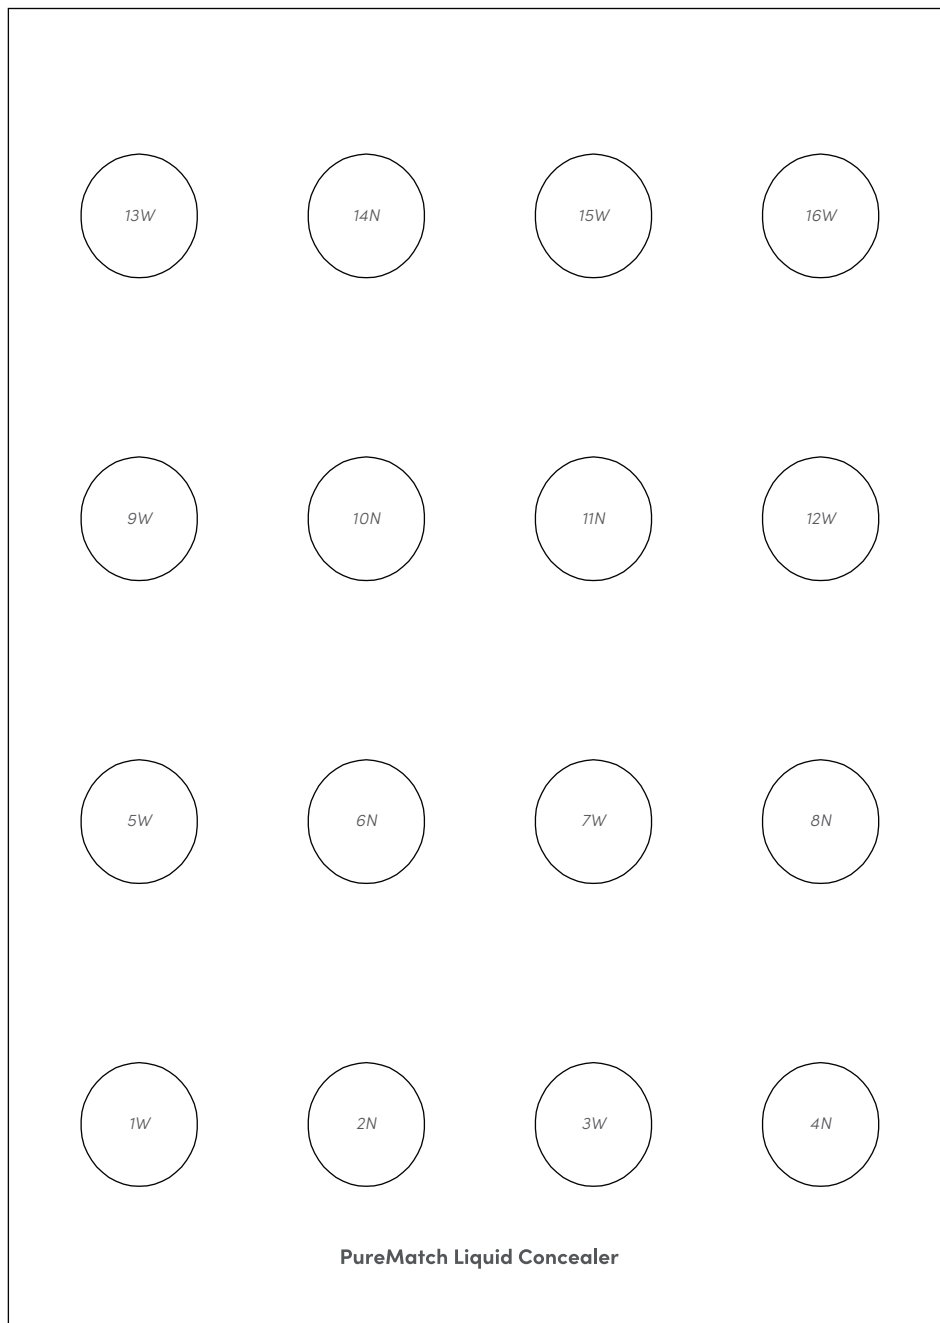 13W 14N 15W 16W
9W 10N 11N 12W
5W 6N 7W 8N
1W 2N 3W 4N
PureMatch Liquid Concealer